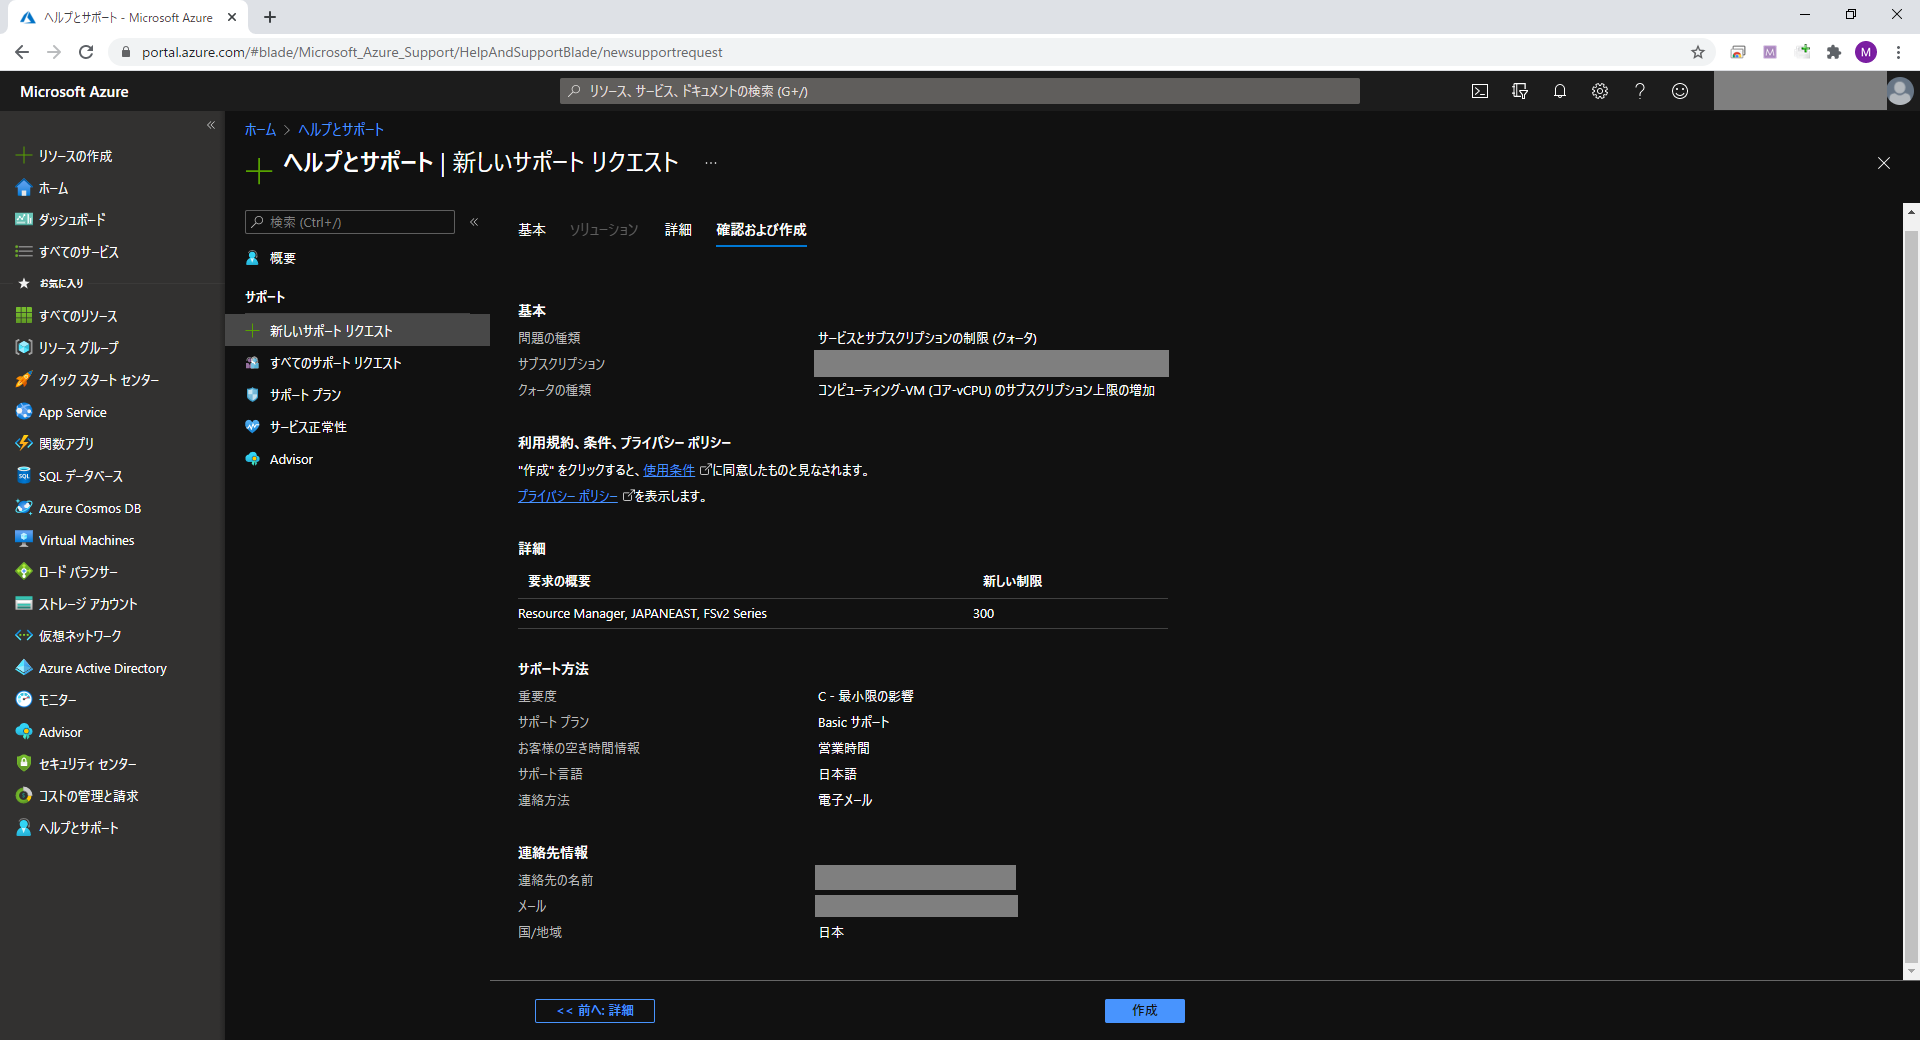 ヘルプとサポート - Microsoft Azure
portal.azure.com/#blade/Microsoft_Azure_Support/HelpAndSupportBlade/newsupportrequest
M
M
Microsoft Azure
リソース、サービス、ドキュメントの検索 (G+/)
リソースの作成
ホーム
ダッシュボード
すべてのサービス
お気に入り
すべてのリソース
リソース グループ
クイック スタート センター
App Service
関数アプリ
SQL データベース
Azure Cosmos DB
Virtual Machines
ロード バランサー
ストレージ アカウント
仮想ネットワーク
Azure Active Directory
モニター
Advisor
セキュリティ センター
コストの管理と請求
ヘルプとサポート
ホーム > ヘルプとサポート
ヘルプとサポート | 新しいサポート リクエスト ...
検索 (Ctrl+/)
概要
サポート
新しいサポート リクエスト
すべてのサポート リクエスト
サポート プラン
サービス正常性
Advisor
基本 ソリューション 詳細 確認および作成
基本
問題の種類 サービスとサブスクリプションの制限 (クォータ)
サブスクリプション
クォータの種類 コンピューティング-VM (コア-vCPU) のサブスクリプション上限の増加
利用規約、条件、プライバシー ポリシー
"作成" をクリックすると、使用条件 に同意したものと見なされます。
プライバシー ポリシー を表示します。
詳細
要求の概要 新しい制限
Resource Manager, JAPANEAST, FSv2 Series 300
サポート方法
重要度 C - 最小限の影響
サポート プラン Basic サポート
お客様の空き時間情報 営業時間
サポート言語 日本語
連絡方法 電子メール
連絡先情報
連絡先の名前
メール
国/地域 日本
<< 前へ: 詳細 作成